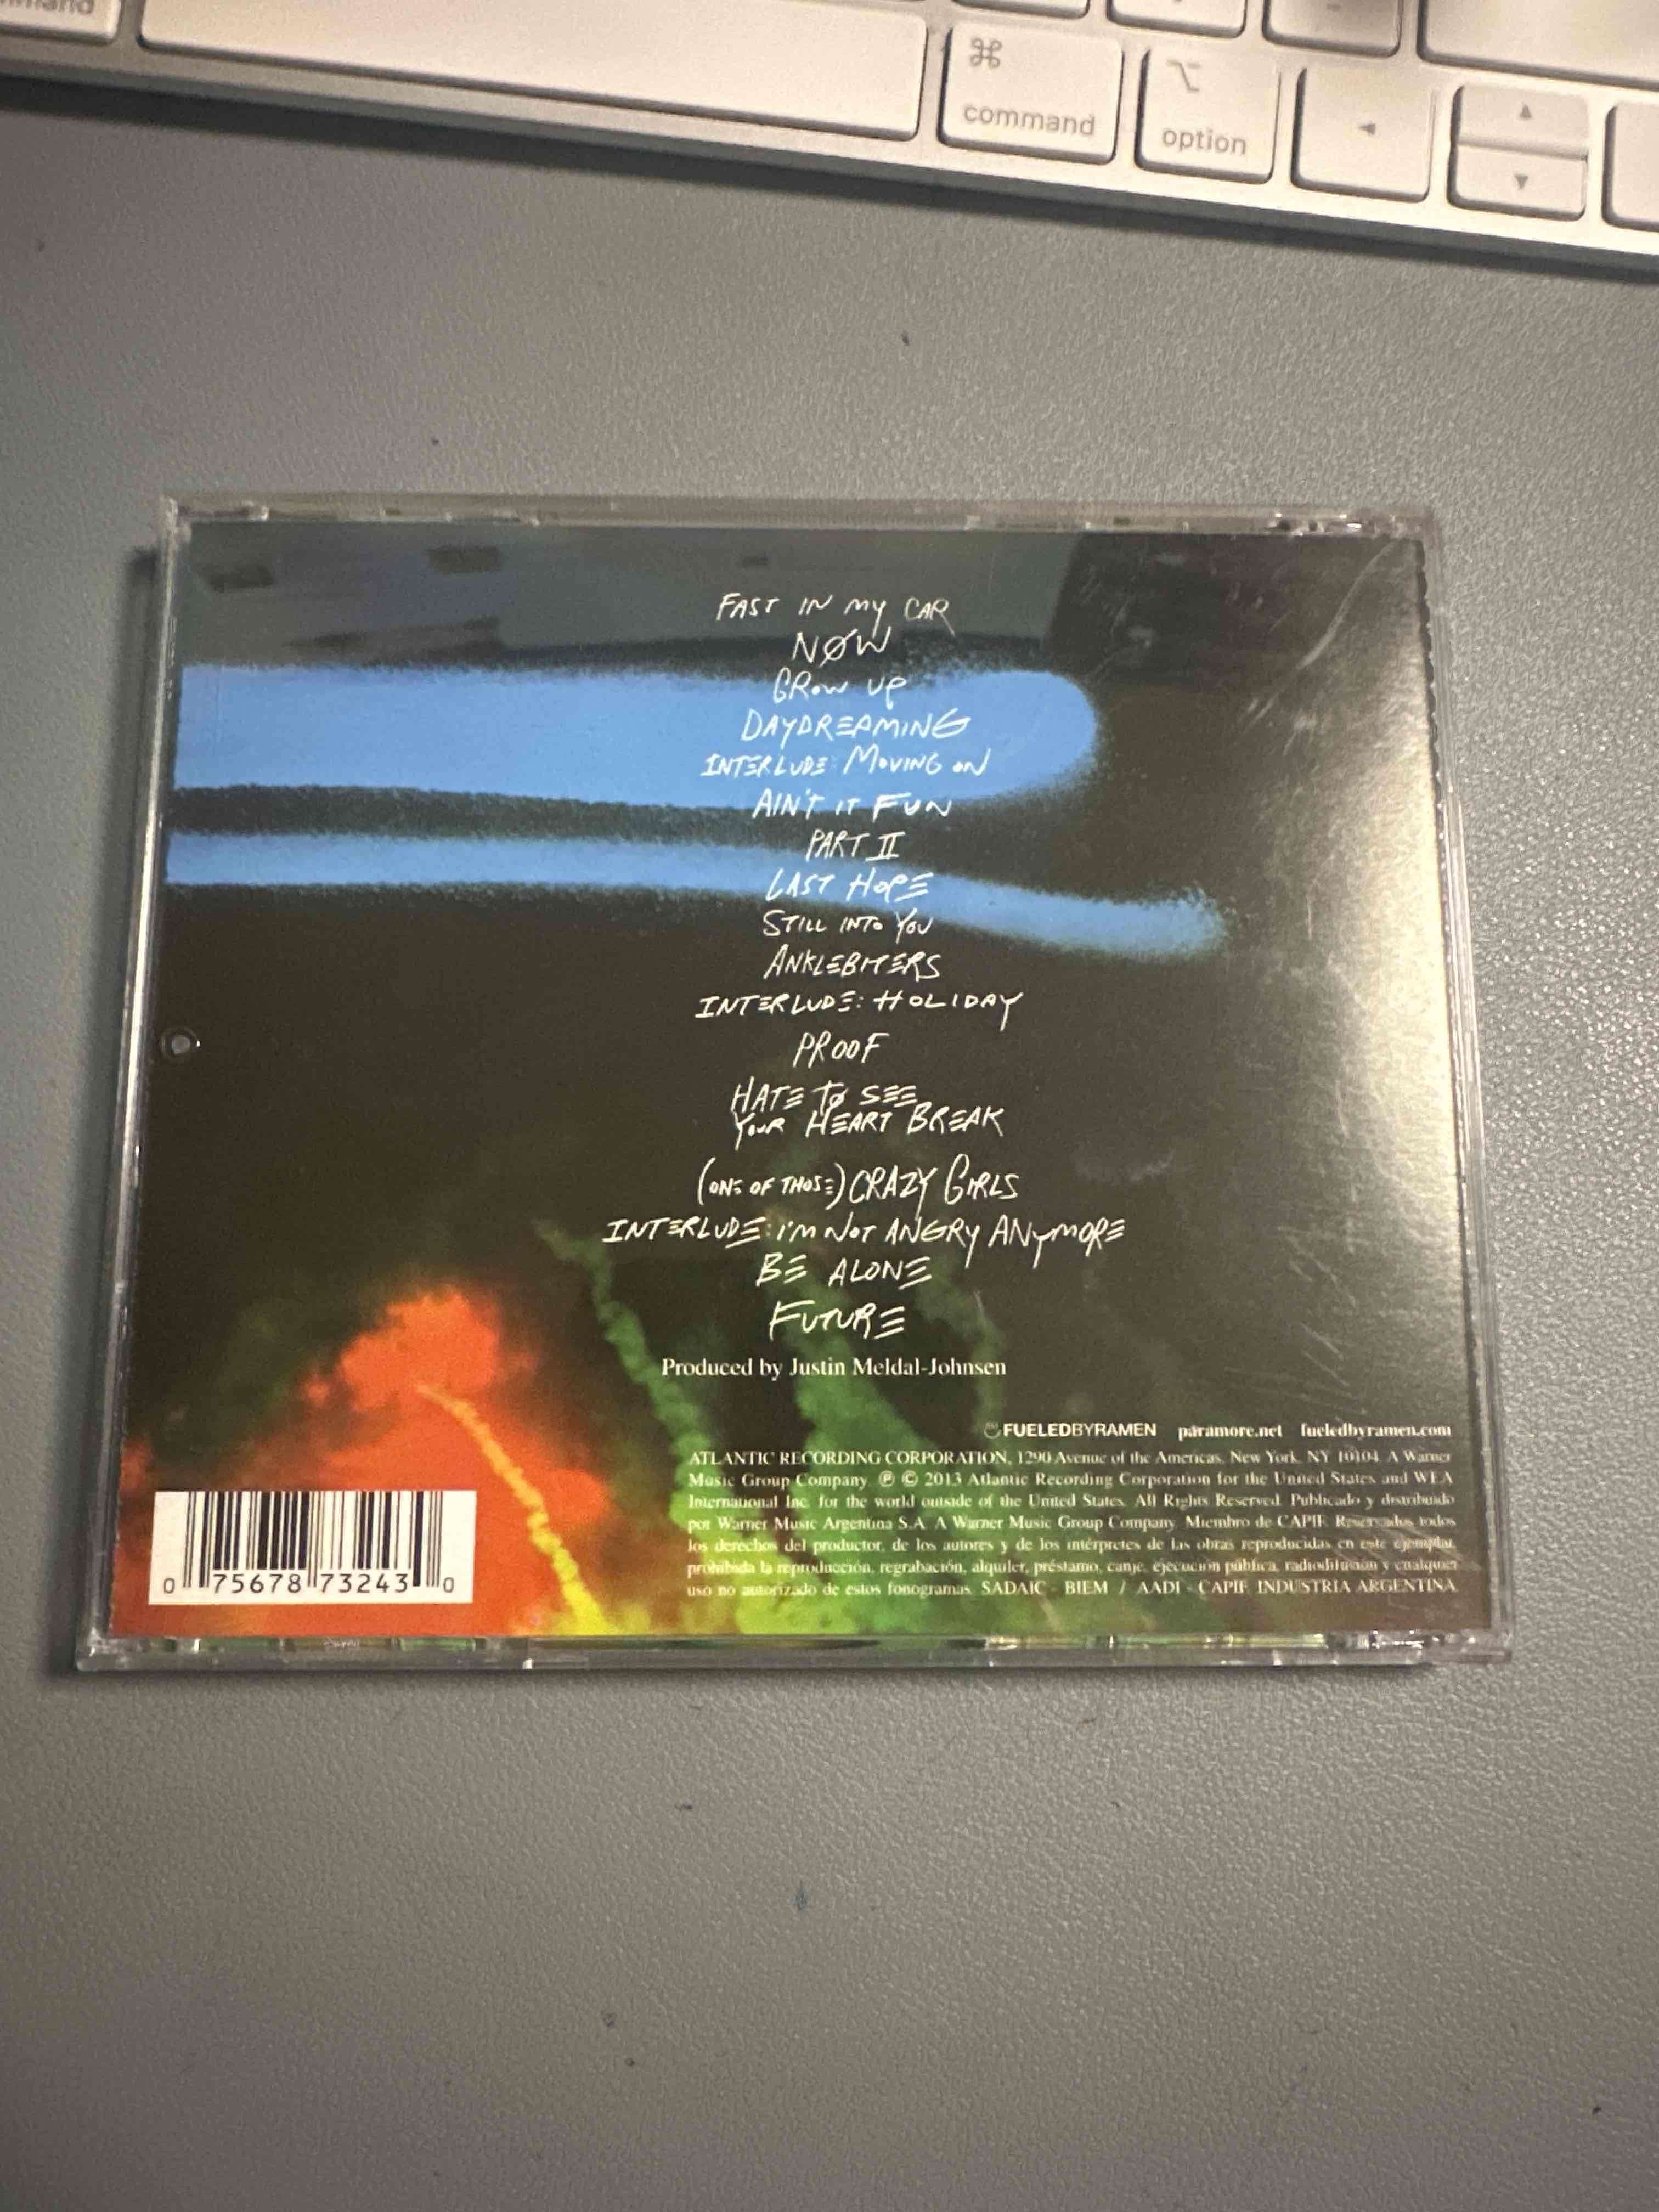 mmand
⌘
command
⌥
option
◄
▲
▼
FAST IN MY CAR
NØW
GROW UP
DAYDREAMING
INTERLUDE: MOVING ON
AIN'T IT FUN
PART II
LAST HOPE
STILL INTO YOU
ANKLEBITERS
INTERLUDE: HOLIDAY
PROOF
HATE TØ SEE
YOUR HEART BREAK
(ONE OF THOSE) CRAZY GIRLS
INTERLUDE: I'M NOT ANGRY ANYMORE
BE ALONE
FUTURE
Produced by Justin Meldal-Johnsen
FUELEDBYRAMEN paramore.net fueledbyramen.com
ATLANTIC RECORDING CORPORATION, 1290 Avenue of the Americas, New York, NY 10104. A Warner
Music Group Company. ℗ © 2013 Atlantic Recording Corporation for the United States and WEA
International Inc. for the world outside of the United States. All Rights Reserved. Publicado y distribuido
por Warner Music Argentina S.A. A Warner Music Group Company. Miembro de CAPIF. Reservados todos
los derechos del productor, de los autores y de los intérpretes de las obras reproducidas en este ejemplar,
prohibida la reproducción, regrabación, alquiler, préstamo, canje, ejecución pública, radiodifusión y cualquier
uso no autorizado de estos fonogramas. SADAIC - BIEM / AADI - CAPIF. INDUSTRIA ARGENTINA.
0 75678 73243 0